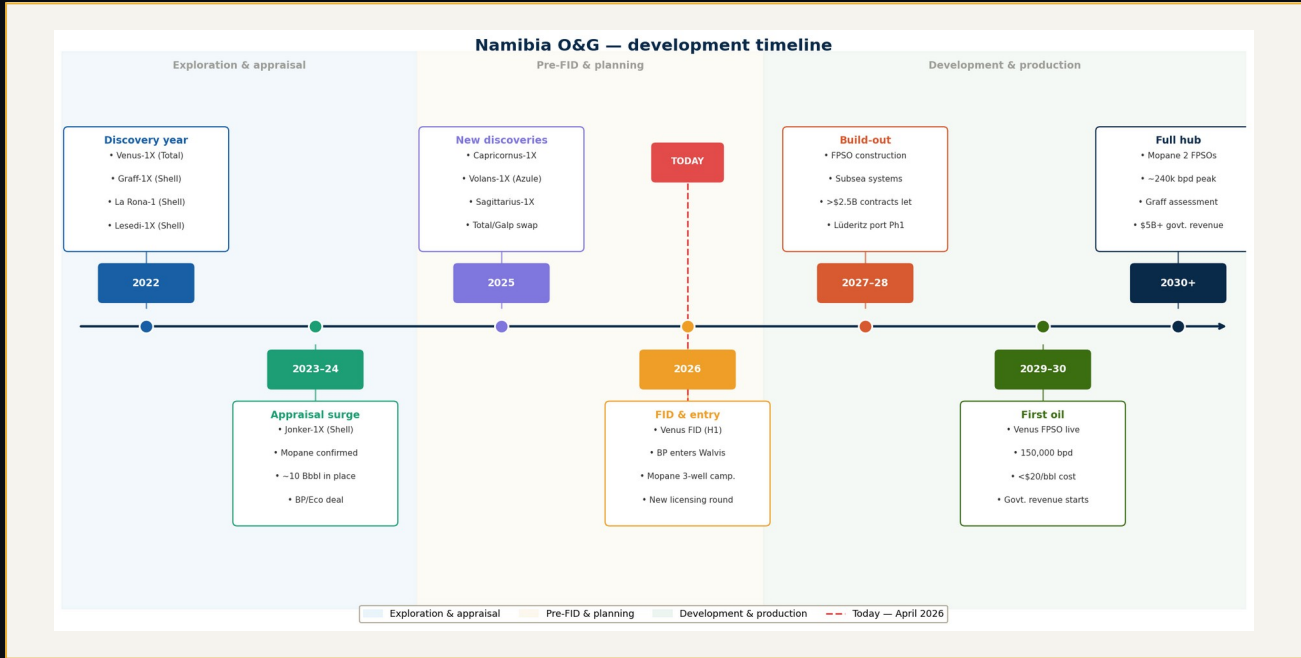 Namibia O&G — development timeline
Exploration & appraisal
Pre-FID & planning
Development & production
Discovery year
• Venus-1X (Total)
• Graff-1X (Shell)
• La Rona-1 (Shell)
• Lesedi-1X (Shell)
2022
Appraisal surge
• Jonker-1X (Shell)
• Mopane confirmed
• ~10 Bbbl in place
• BP/Eco deal
2023–24
New discoveries
• Capricornus-1X
• Volans-1X (Azule)
• Sagittarius-1X
• Total/Galp swap
2025
TODAY
2026
FID & entry
• Venus FID (H1)
• BP enters Walvis
• Mopane 3-well camp.
• New licensing round
Build-out
• FPSO construction
• Subsea systems
• >$2.5B contracts let
• Lüderitz port Ph1
2027–28
2029–30
First oil
• Venus FPSO live
• 150,000 bpd
• <$20/bbl cost
• Govt. revenue starts
Full hub
• Mopane 2 FPSOs
• ~240k bpd peak
• Graff assessment
• $5B+ govt. revenue
2030+
Exploration & appraisal
Pre-FID & planning
Development & production
Today — April 2026